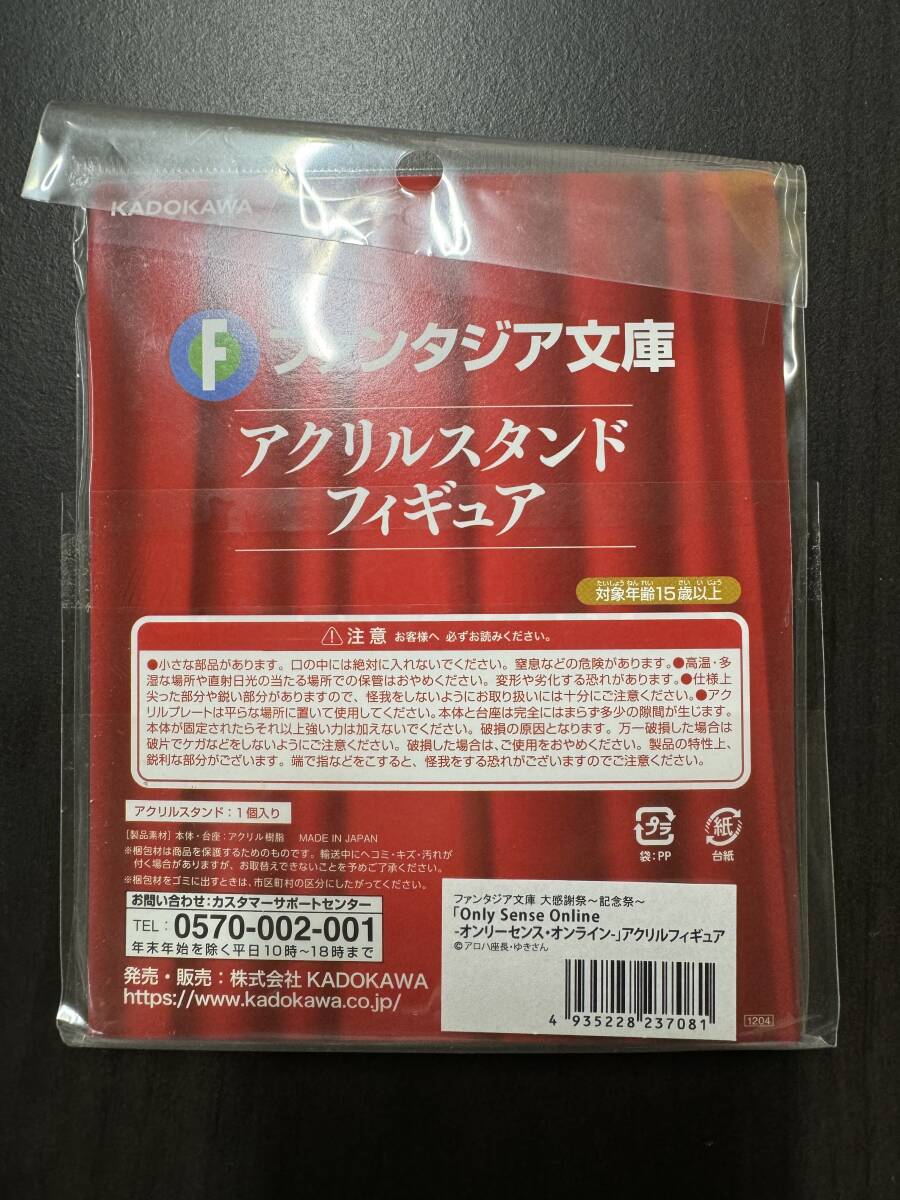 KADOKAWA
F ファンタジア文庫
アクリルスタンド
フィギュア
たいしょうねんれい さいいじょう
対象年齢15歳以上
注意 お客様へ 必ずお読みください。
●小さな部品があります。口の中には絶対に入れないでください。窒息などの危険があります。●高温・多
湿な場所や直射日光の当たる場所での保管はおやめください。変形や劣化する恐れがあります。●仕様上
尖った部分や鋭い部分がありますので、怪我をしないようにお取り扱いには十分にご注意ください。●アク
リルプレートは平らな場所に置いて使用してください。本体と台座は完全にはまらず多少の隙間が生じます。
本体が固定されたらそれ以上強い力は加えないでください。破損の原因となります。万一破損した場合は
破片でケガなどをしないようにご注意ください。破損した場合は、ご使用をおやめください。製品の特性上、
鋭利な部分がございます。端で指などをこすると、怪我をする恐れがございますのでご注意ください。
アクリルスタンド：1個入り
[製品素材] 本体・台座：アクリル樹脂 MADE IN JAPAN
※梱包材は商品を保護するためのものです。輸送中にヘコミ・キズ・汚れが
付く場合がありますが、お取替えできないことを予めご了承ください。
※梱包材をゴミに出すときは、市区町村の区分にしたがってください。
プラ
袋：PP
紙
台紙
お問い合わせ：カスタマーサポートセンター
TEL： 0570-002-001
年末年始を除く平日10時～18時まで
発売・販売：株式会社 KADOKAWA
https://www.kadokawa.co.jp/
ファンタジア文庫 大感謝祭～記念祭～
「Only Sense Online
-オンリーセンス・オンライン-」アクリルフィギュア
©アロハ座長・ゆきさん
4 935228 237081
1204